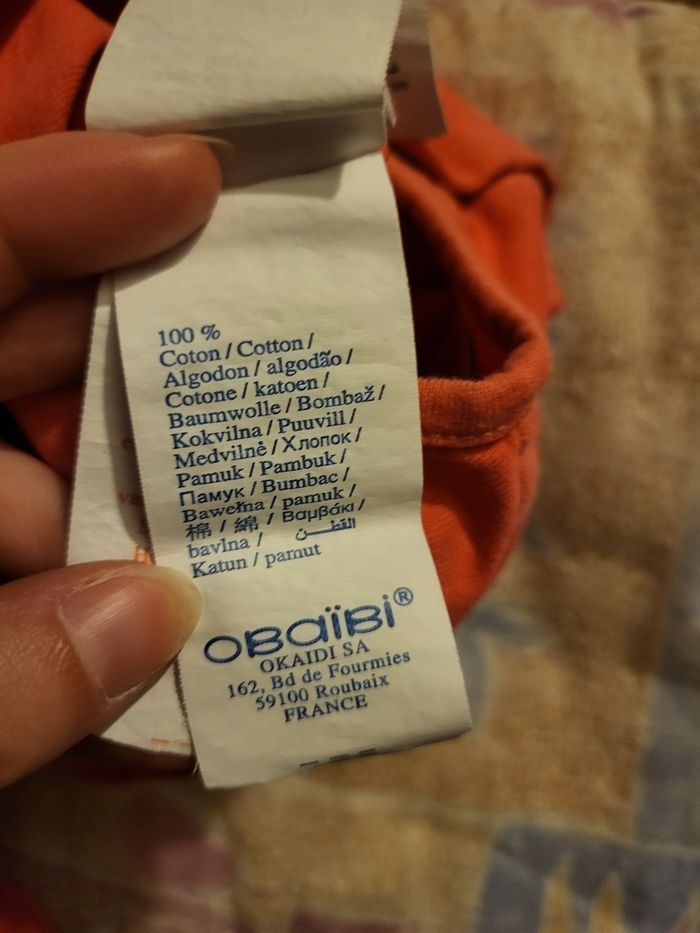 100 %
Coton / Cotton /
Algodon / algodão /
Cotone / katoen /
Baumwolle / Bombaž /
Kokvilna / Puuvill /
Medvilnė / Хлопок /
Pamuk / Pambuk /
Памук / Bumbac /
Bawełna / pamuk /
棉 / 綿 / Βαμβάκι /
bavlna / القطن
Katun / pamut
OBaïBi®
OKAIDI SA
162, Bd de Fourmies
59100 Roubaix
FRANCE